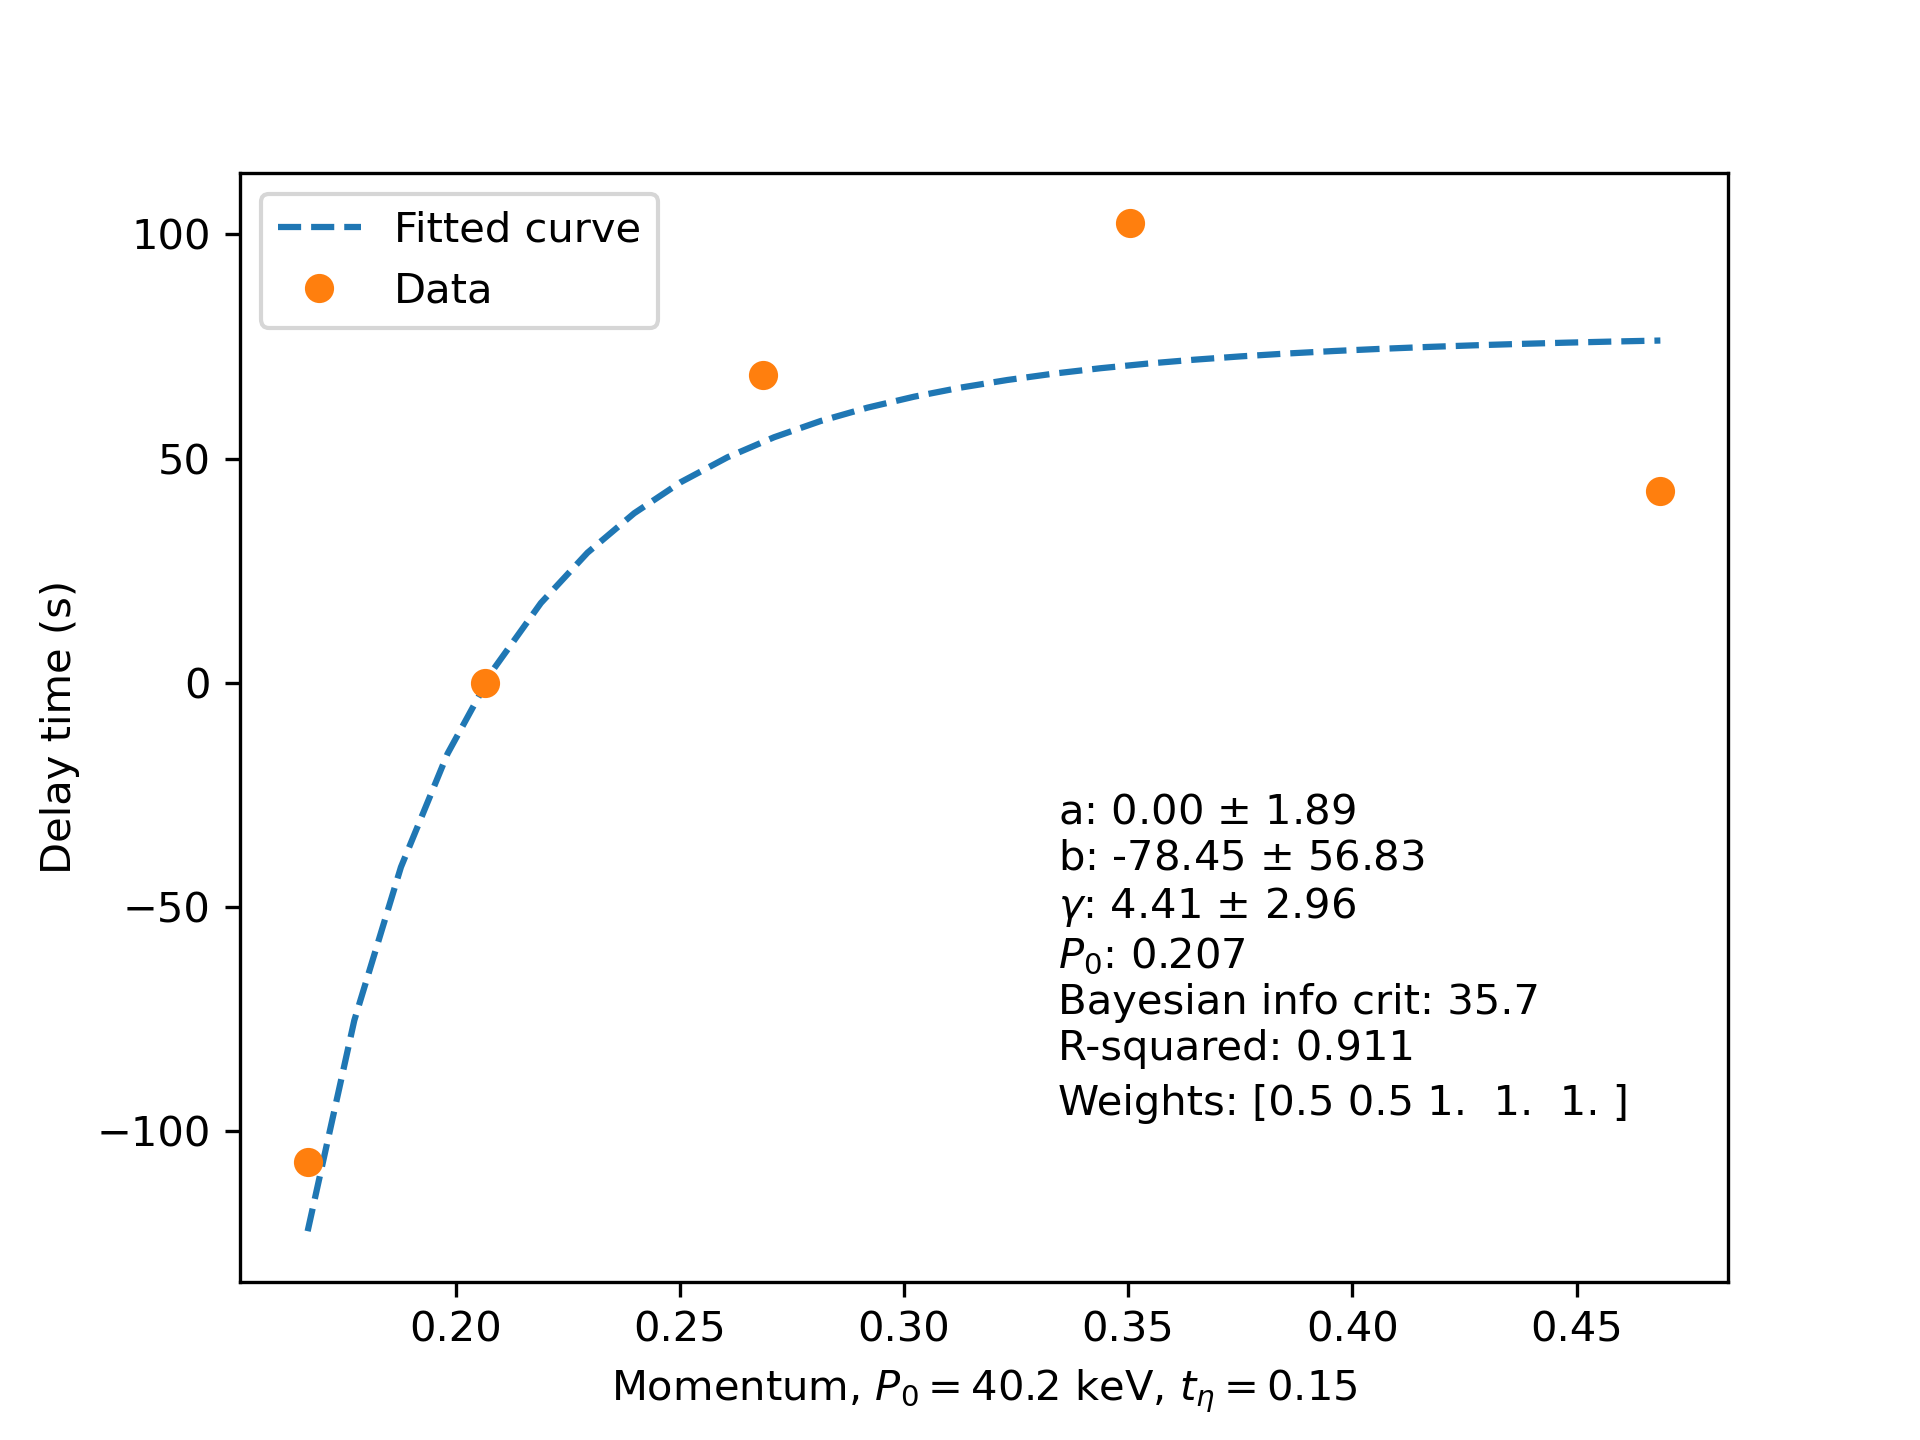 Fitted curve
Data
100
50
0
−50
−100
Delay time (s)
a: 0.00 ± 1.89
b: -78.45 ± 56.83
γ: 4.41 ± 2.96
P₀: 0.207
Bayesian info crit: 35.7
R-squared: 0.911
Weights: [0.5 0.5 1.  1.  1. ]
0.20 0.25 0.30 0.35 0.40 0.45
Momentum, P₀ = 40.2 keV, tη = 0.15